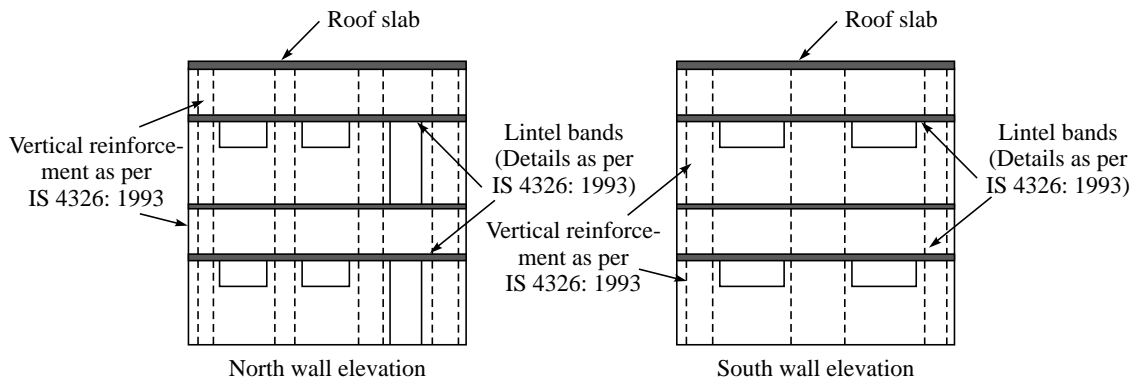 Roof slab
Vertical reinforce-
ment as per
IS 4326: 1993
Lintel bands
(Details as per
IS 4326: 1993)
North wall elevation
Roof slab
Vertical reinforce-
ment as per
IS 4326: 1993
Lintel bands
(Details as per
IS 4326: 1993)
South wall elevation